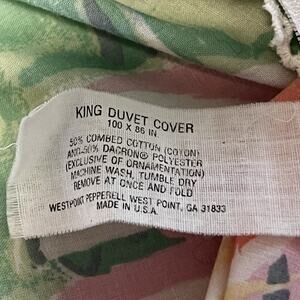 KING DUVET COVER
100 X 86 IN
50% COMBED COTTON (COTON)
AND 50% DACRON® POLYESTER
(EXCLUSIVE OF ORNAMENTATION)
MACHINE WASH, TUMBLE DRY
REMOVE AT ONCE AND FOLD
WESTPOINT PEPPERELL WEST POINT, GA 31833
MADE IN U.S.A.